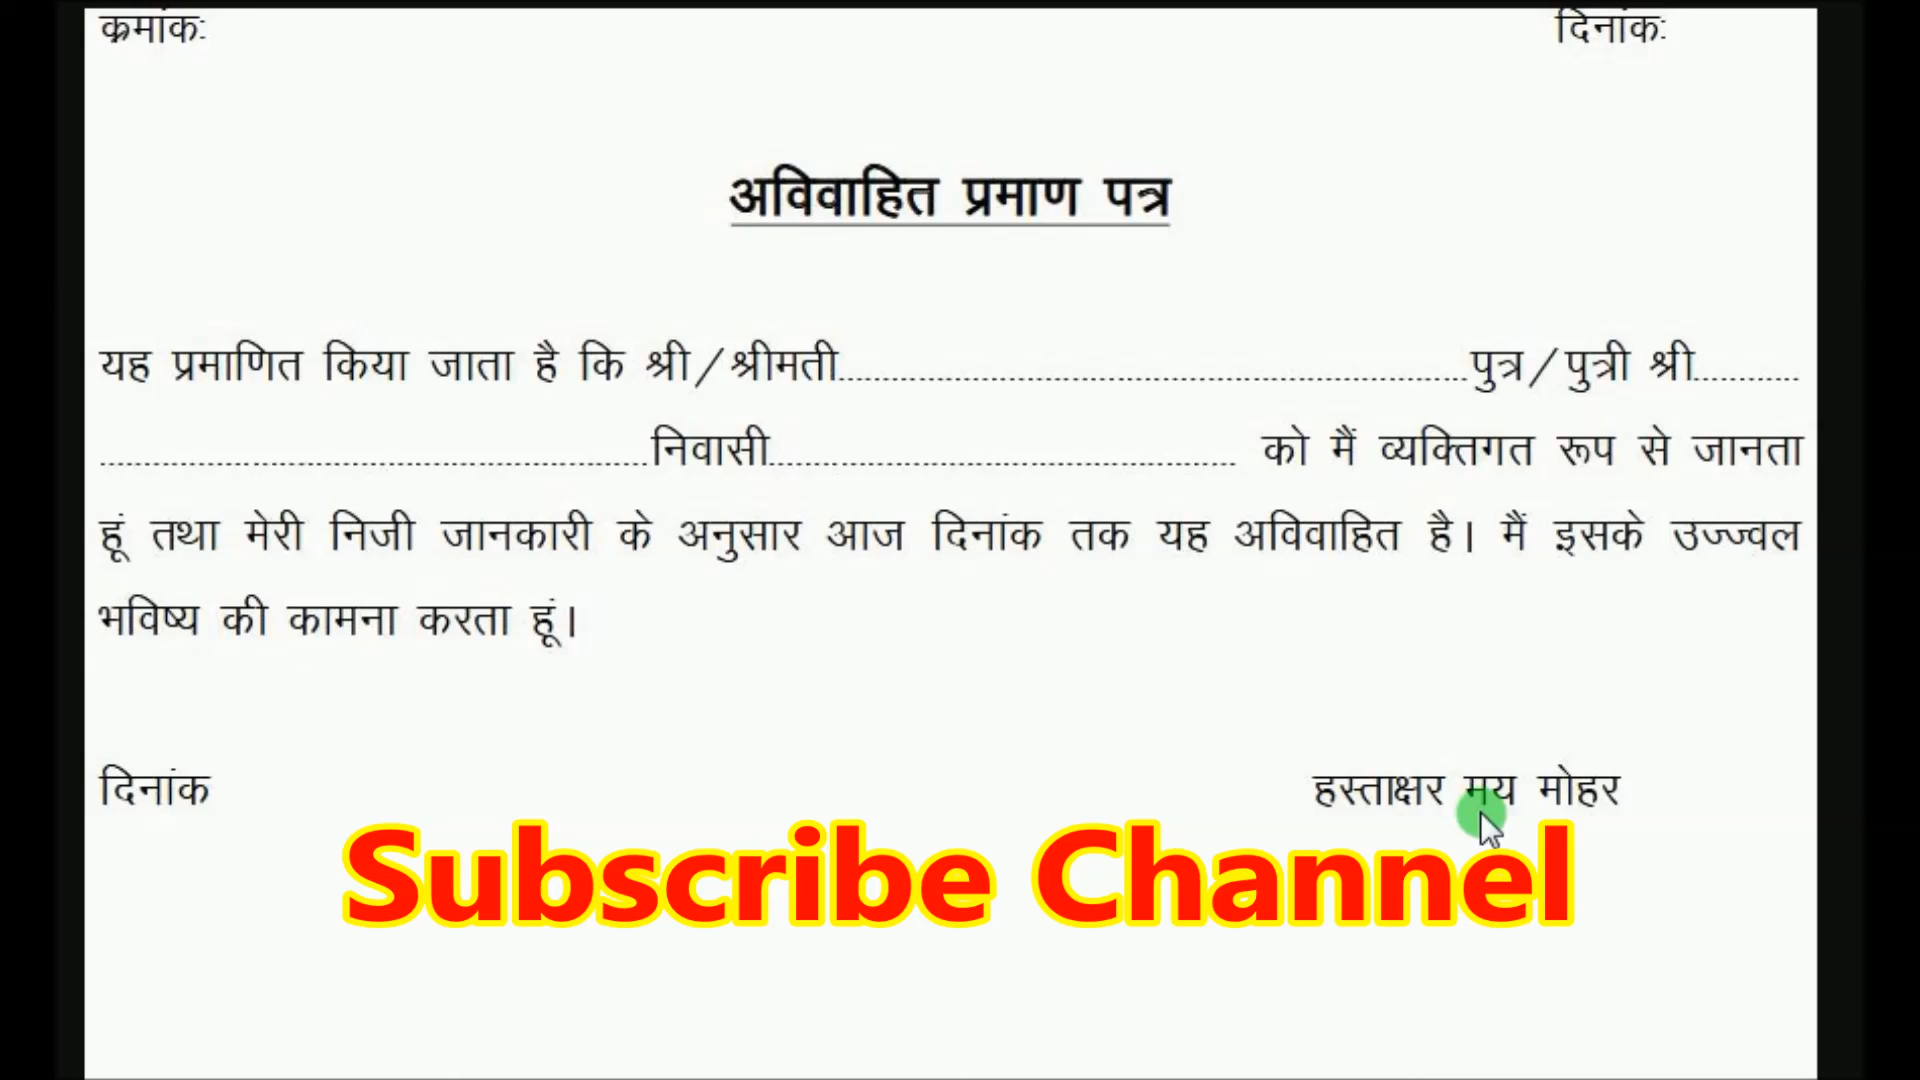 क्रमांकः दिनांकः
अविवाहित प्रमाण पत्र
यह प्रमाणित किया जाता है कि श्री/श्रीमती..............................................................पुत्र/पुत्री श्री...........
......................................................निवासी............................................... को मैं व्यक्तिगत रूप से जानता
हूं तथा मेरी निजी जानकारी के अनुसार आज दिनांक तक यह अविवाहित है। मैं इसके उज्ज्वल
भविष्य की कामना करता हूं।
दिनांक हस्ताक्षर मय मोहर
Subscribe Channel